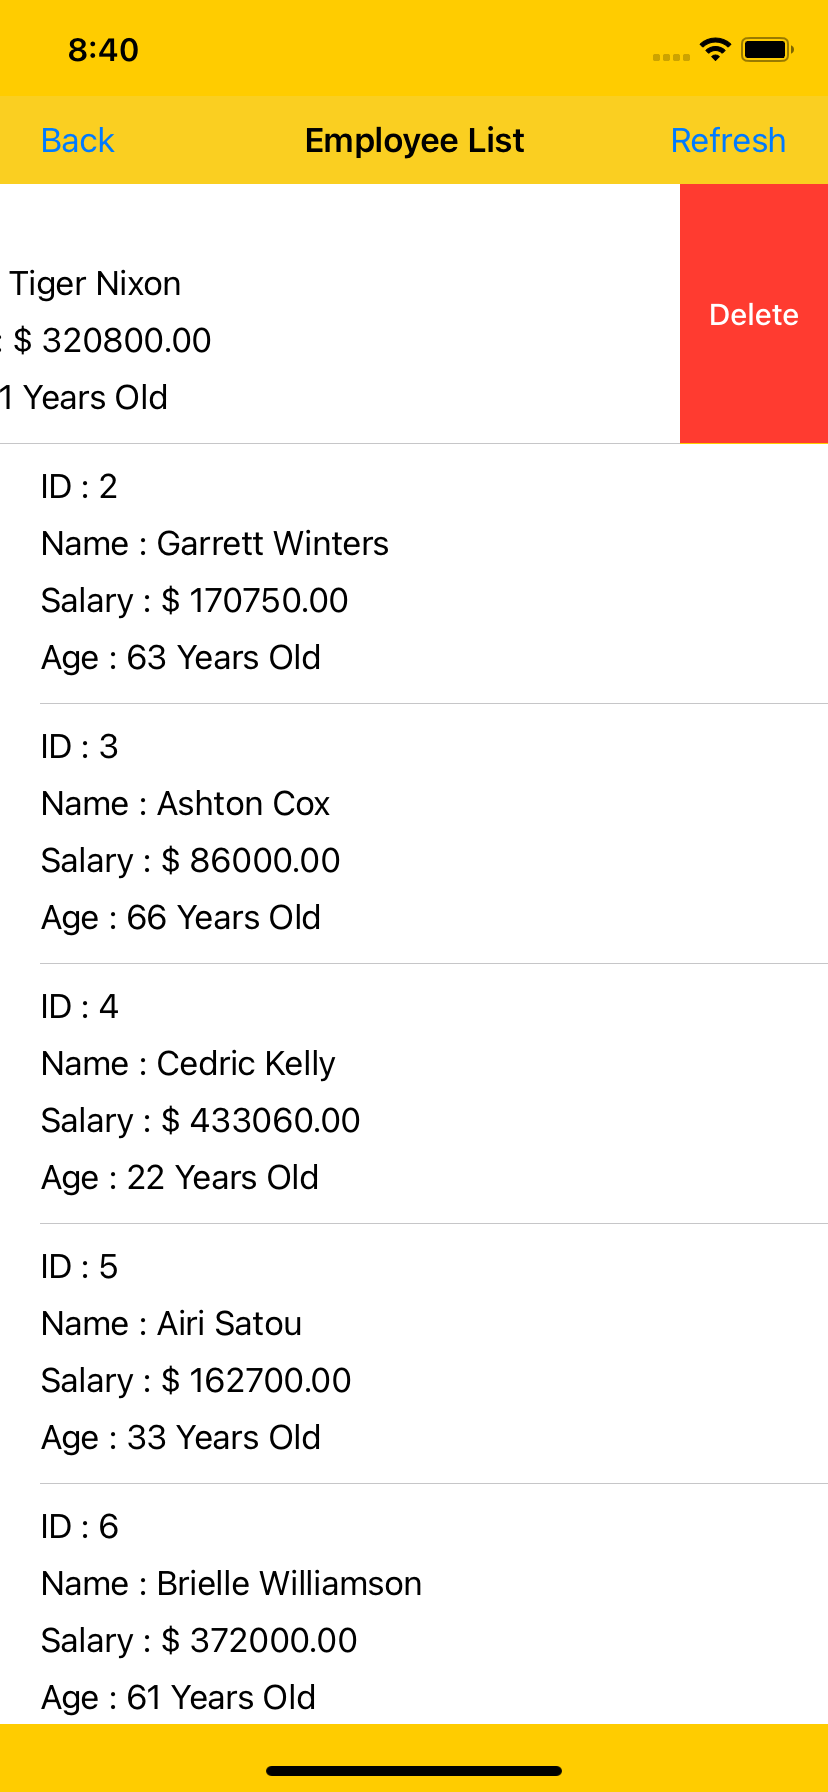 8:40
Back
Employee List
Refresh
Tiger Nixon
: $ 320800.00
1 Years Old
Delete
ID : 2
Name : Garrett Winters
Salary : $ 170750.00
Age : 63 Years Old
ID : 3
Name : Ashton Cox
Salary : $ 86000.00
Age : 66 Years Old
ID : 4
Name : Cedric Kelly
Salary : $ 433060.00
Age : 22 Years Old
ID : 5
Name : Airi Satou
Salary : $ 162700.00
Age : 33 Years Old
ID : 6
Name : Brielle Williamson
Salary : $ 372000.00
Age : 61 Years Old